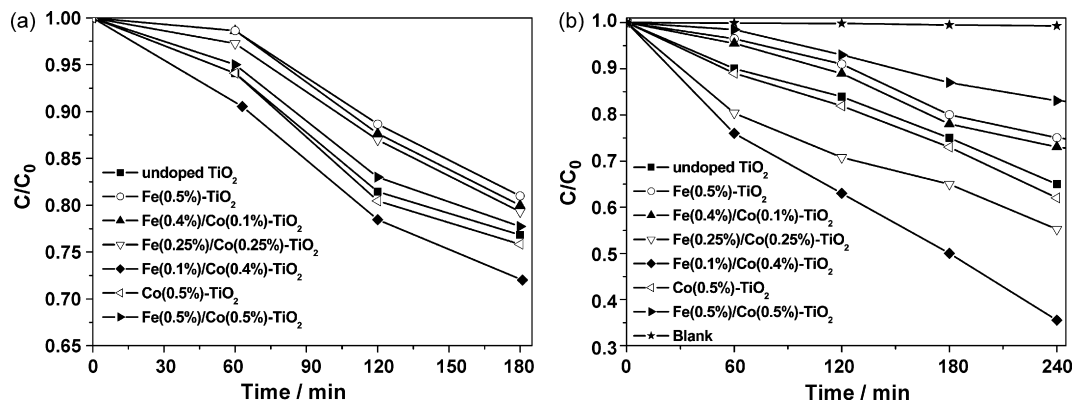 (a)
1.00
0.95
0.90
0.85
0.80
0.75
0.70
0.65
C/C0
undoped TiO2
Fe(0.5%)-TiO2
Fe(0.4%)/Co(0.1%)-TiO2
Fe(0.25%)/Co(0.25%)-TiO2
Fe(0.1%)/Co(0.4%)-TiO2
Co(0.5%)-TiO2
Fe(0.5%)/Co(0.5%)-TiO2
0 30 60 90 120 150 180
Time / min
(b)
1.0
0.9
0.8
0.7
0.6
0.5
0.4
0.3
C/C0
undoped TiO2
Fe(0.5%)-TiO2
Fe(0.4%)/Co(0.1%)-TiO2
Fe(0.25%)/Co(0.25%)-TiO2
Fe(0.1%)/Co(0.4%)-TiO2
Co(0.5%)-TiO2
Fe(0.5%)/Co(0.5%)-TiO2
Blank
0 60 120 180 240
Time / min